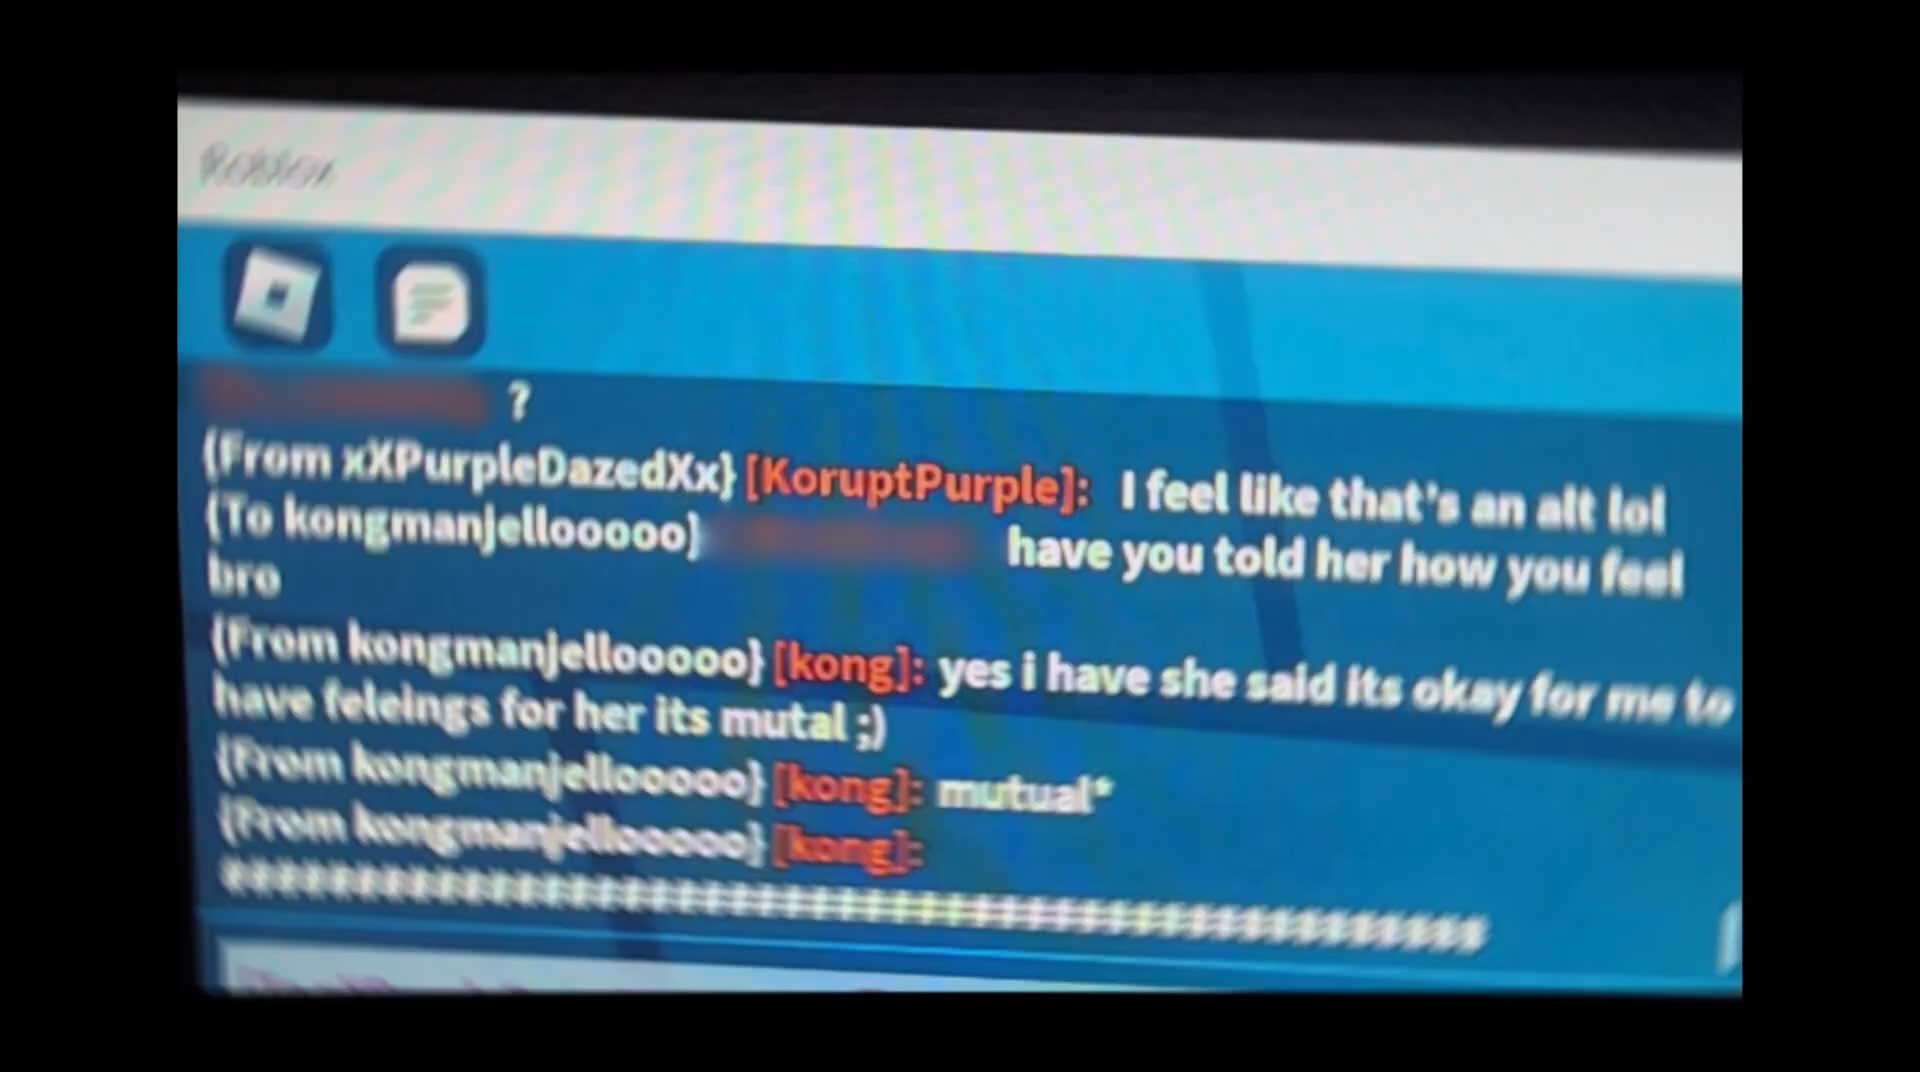 Roblox
?
{From xXPurpleDazedXx} [KoruptPurple]: I feel like that's an alt lol
{To kongmanjellooooo} have you told her how you feel
bro
{From kongmanjellooooo} [kong]: yes i have she said its okay for me to
have feleings for her its mutal ;)
{From kongmanjellooooo} [kong]: mutual*
{From kongmanjellooooo} [kong]: